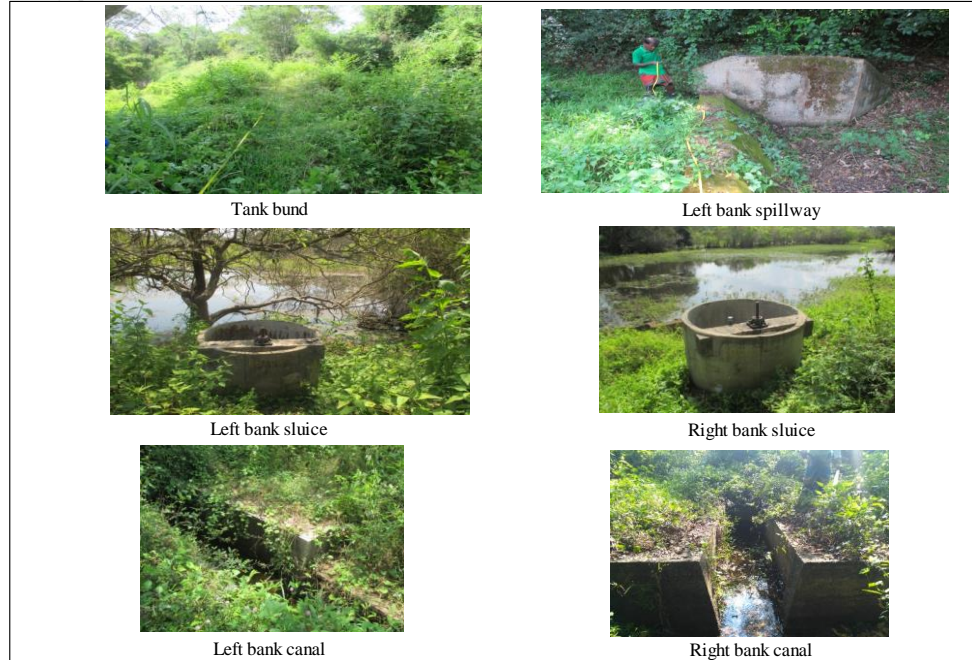 Tank bund
Left bank spillway
Left bank sluice
Right bank sluice
Left bank canal
Right bank canal